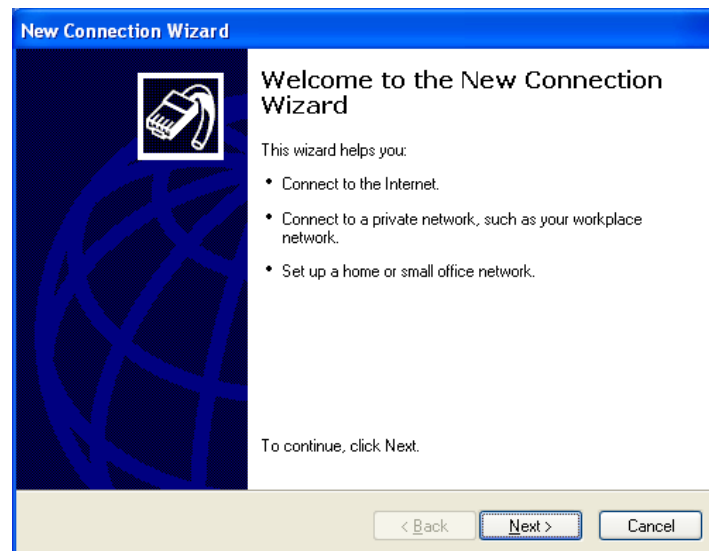 New Connection Wizard
Welcome to the New Connection
Wizard
This wizard helps you:
• Connect to the Internet.
• Connect to a private network, such as your workplace
network.
• Set up a home or small office network.
To continue, click Next.
< Back Next > Cancel